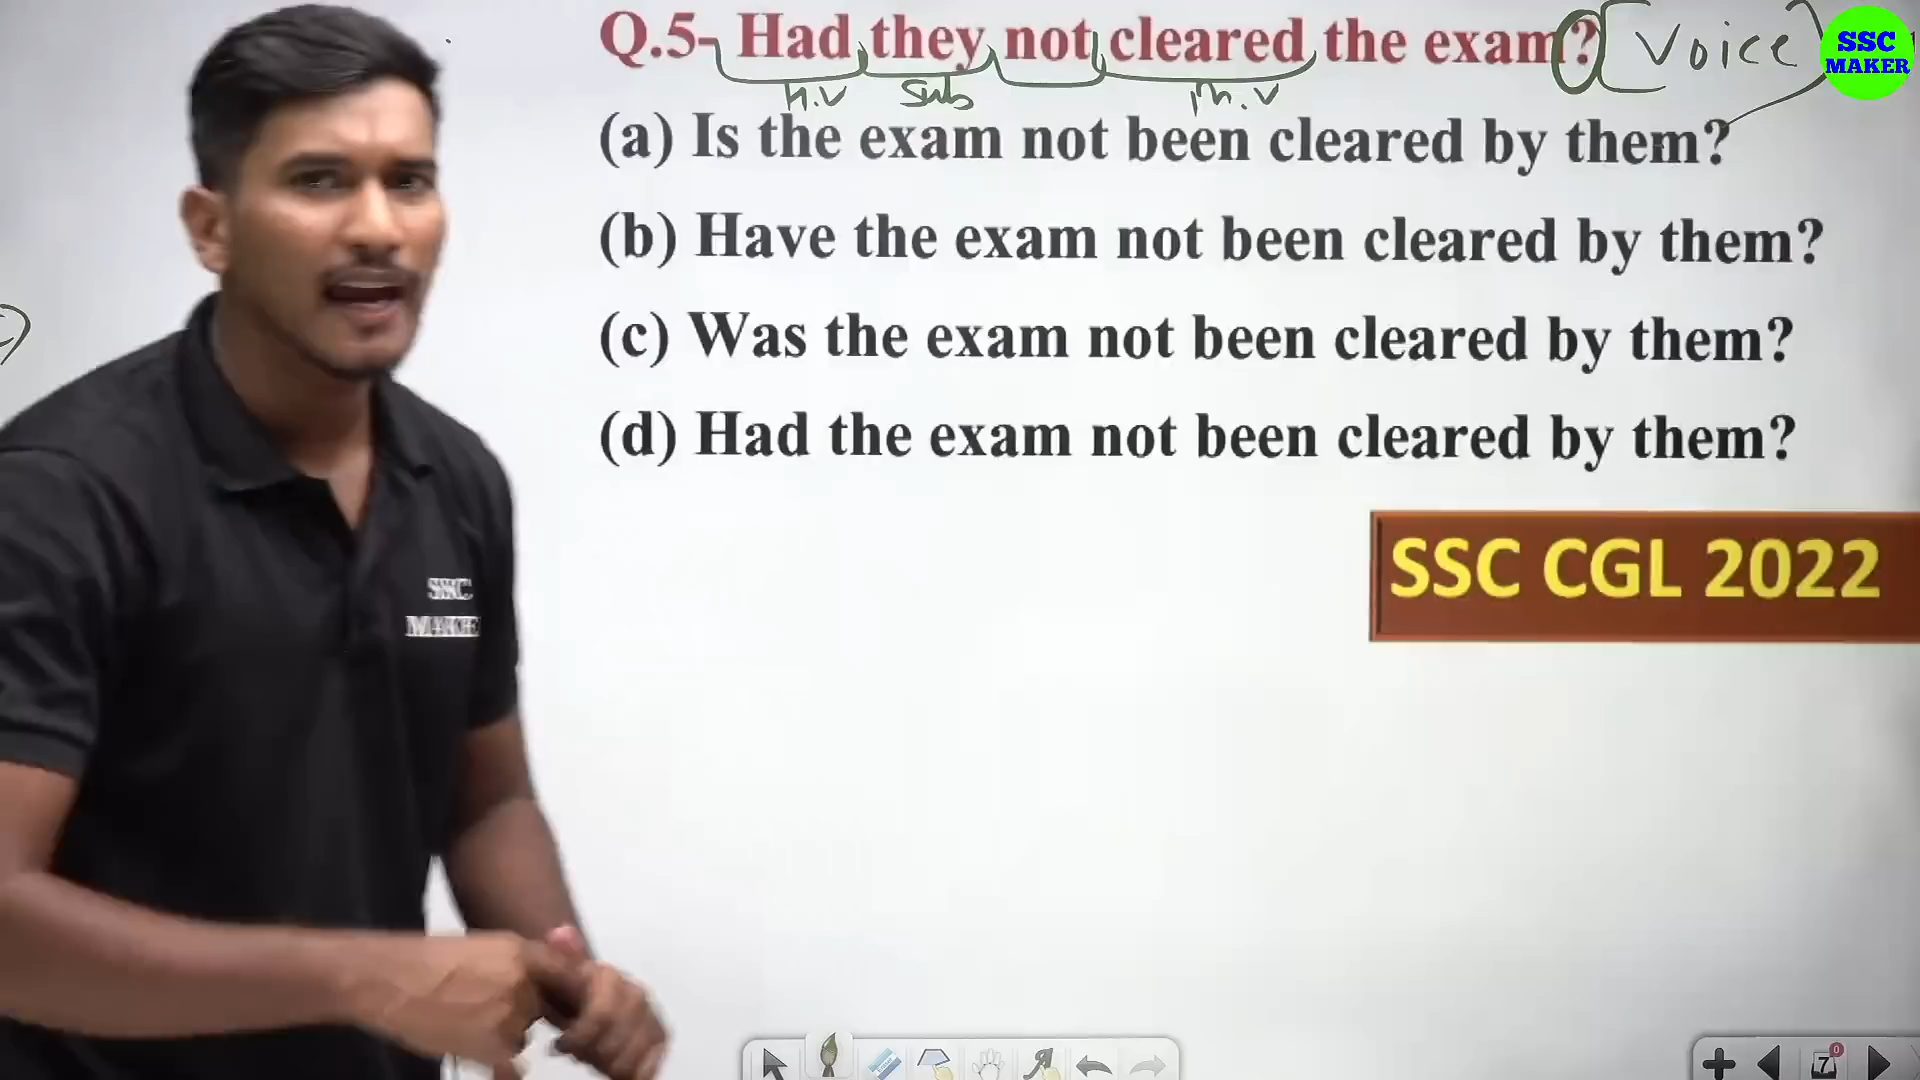 Q.5- Had they not cleared the exam? [Voice]
H.V Sub M.V
(a) Is the exam not been cleared by them?
(b) Have the exam not been cleared by them?
(c) Was the exam not been cleared by them?
(d) Had the exam not been cleared by them?
SSC CGL 2022
SSC
MAKER
SSC
MAKER
7
0